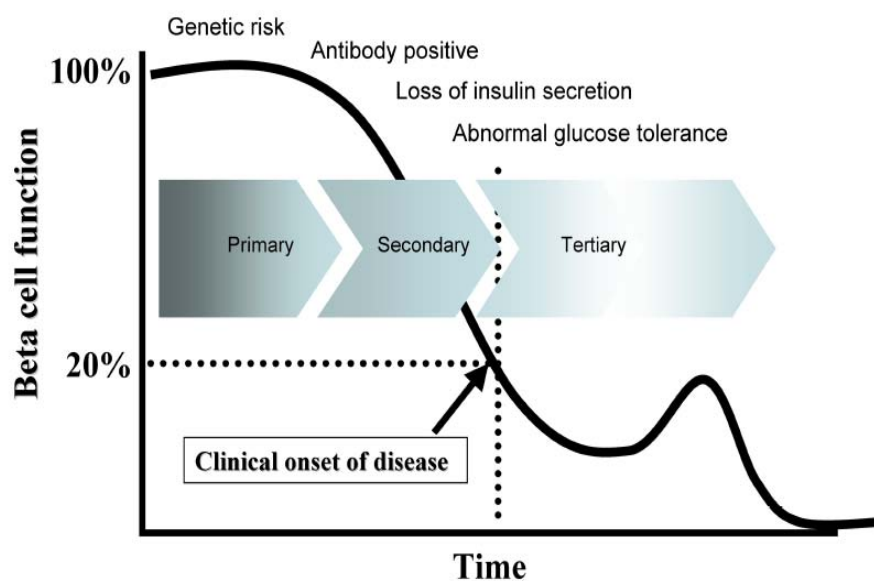 Genetic risk
Antibody positive
100%
Loss of insulin secretion
Abnormal glucose tolerance
Beta cell function
Primary
Secondary
Tertiary
20%
Clinical onset of disease
Time